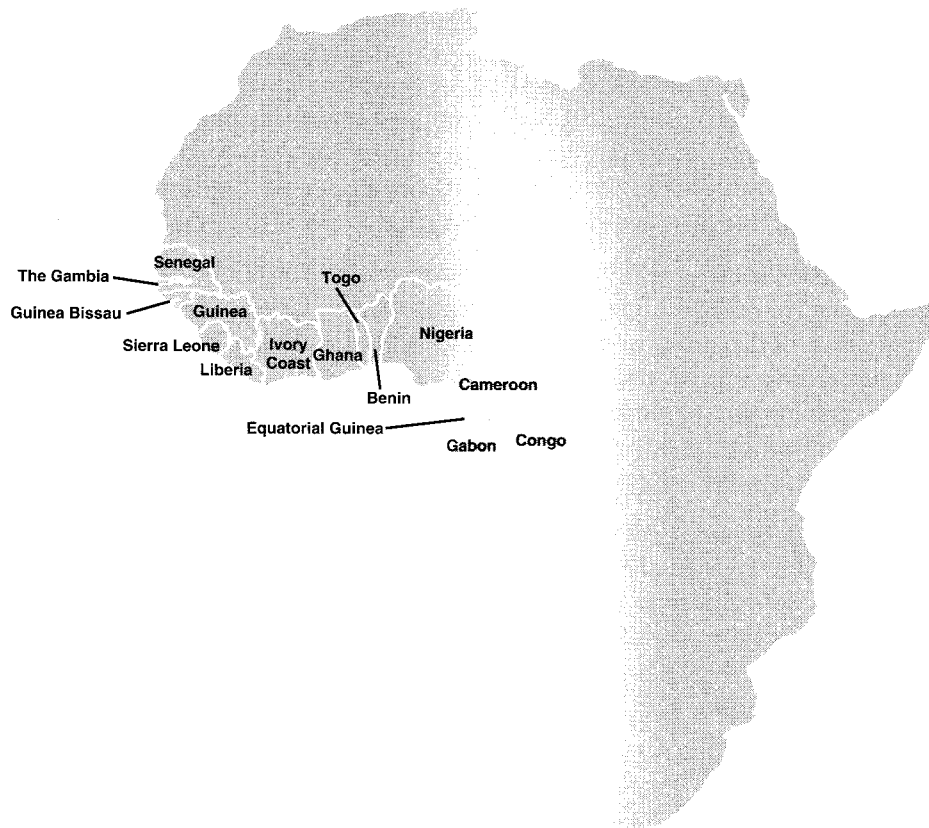 Senegal
The Gambia
Togo
Guinea Bissau
Guinea
Nigeria
Sierra Leone
Ivory
Coast
Ghana
Liberia
Cameroon
Benin
Equatorial Guinea
Gabon
Congo